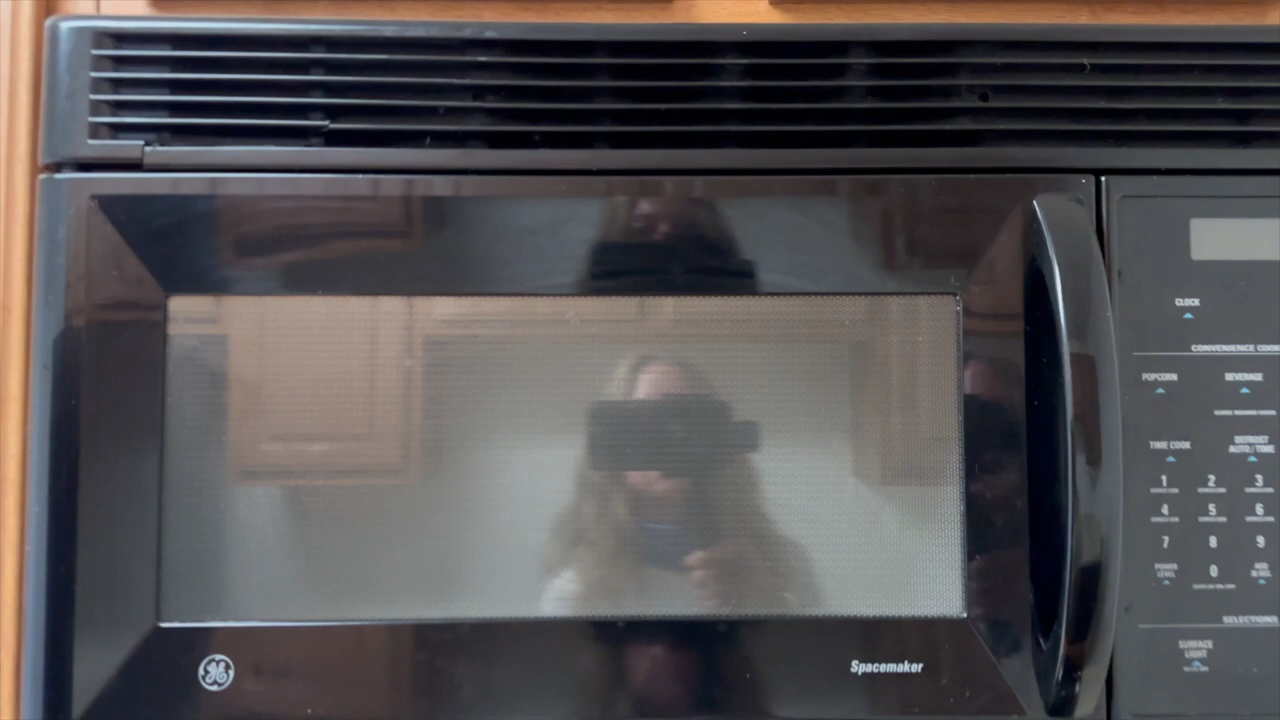 CLOCK
CONVENIENCE
POPCORN BEVERAGE
TIME COOK DEFROST
AUTO/TIME
1 2 3
4 5 6
7 8 9
POWER
LEVEL 0 ADD
SELECTIONS
SURFACE
LIGHT
GE Spacemaker